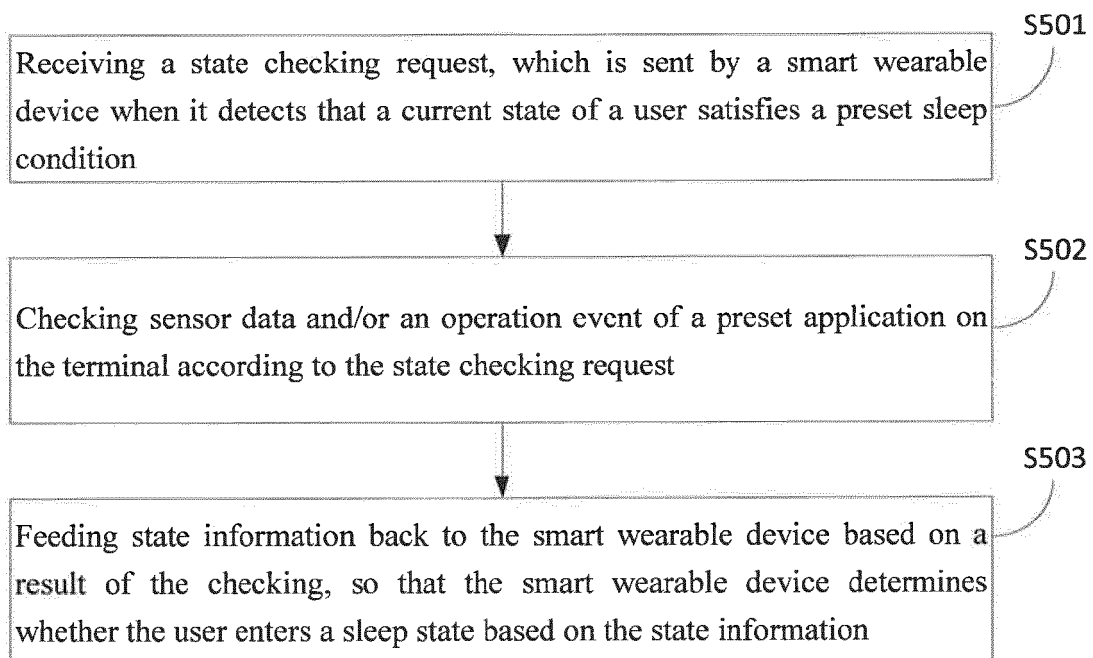 S501
Receiving a state checking request, which is sent by a smart wearable
device when it detects that a current state of a user satisfies a preset sleep
condition
S502
Checking sensor data and/or an operation event of a preset application on
the terminal according to the state checking request
S503
Feeding state information back to the smart wearable device based on a
result of the checking, so that the smart wearable device determines
whether the user enters a sleep state based on the state information